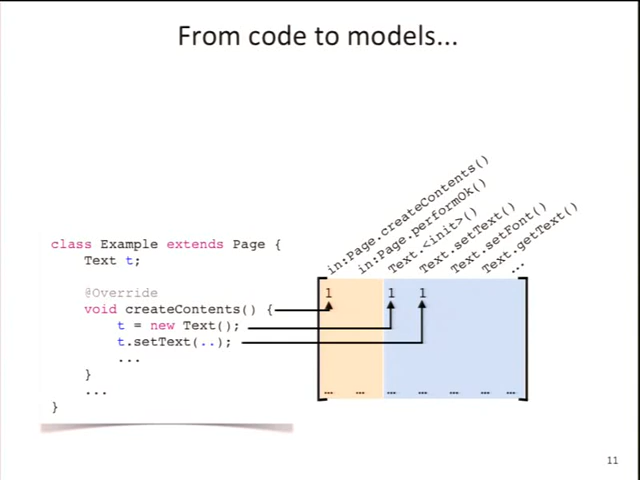 From code to models...
in:Page.createContents()
in:Page.performOk()
Text.<init>()
Text.setText()
Text.setFont()
Text.getText()
...
class Example extends Page {
Text t;
@Override
void createContents() {
t = new Text();
t.setText(..);
...
}
...
}
1 1 1
... ... ... ... ... ... ...
11